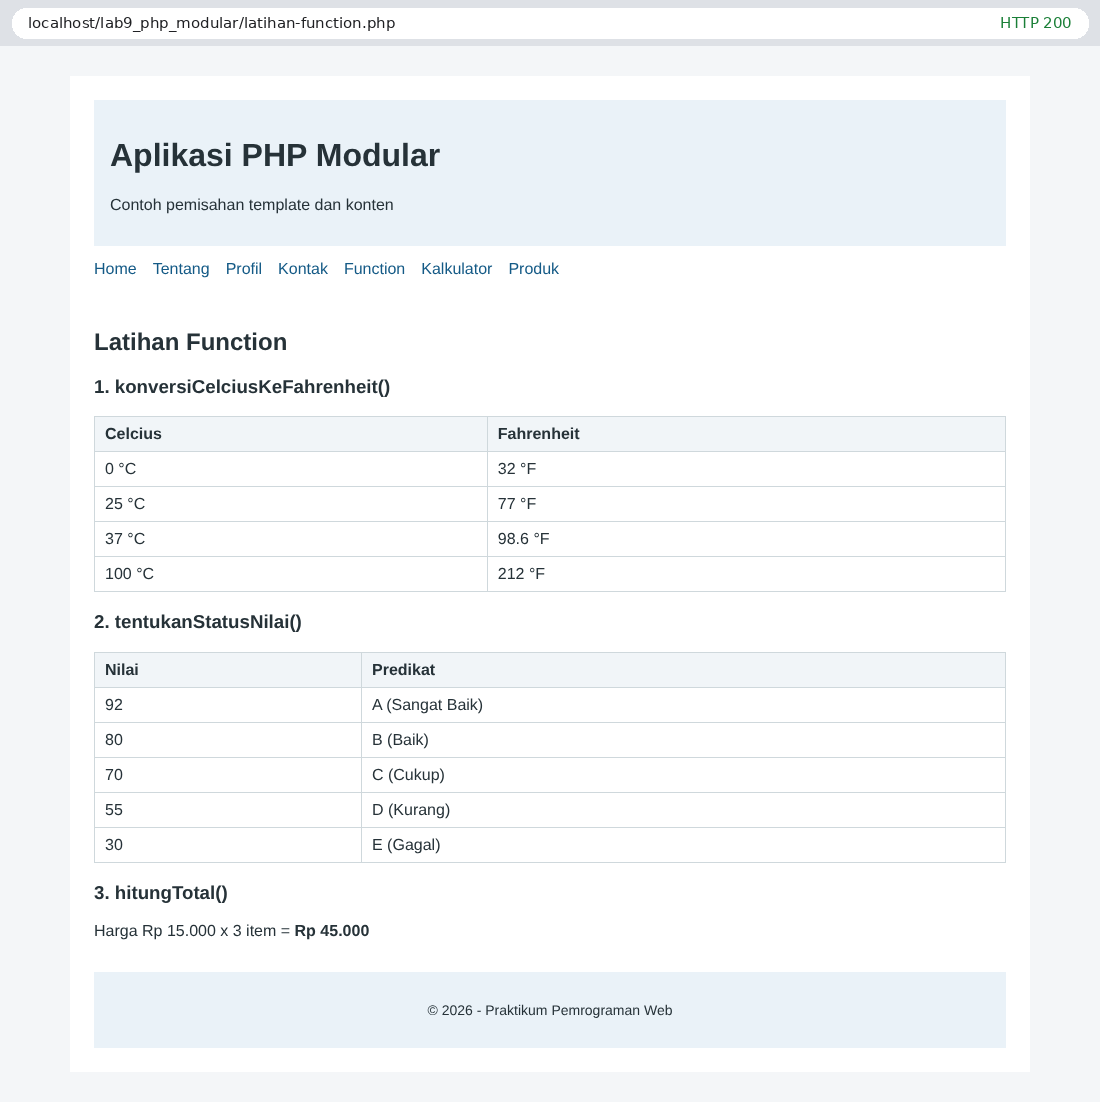 localhost/lab9_php_modular/latihan-function.php HTTP 200
Aplikasi PHP Modular
Contoh pemisahan template dan konten
Home Tentang Profil Kontak Function Kalkulator Produk
Latihan Function
1. konversiCelciusKeFahrenheit()
Celcius Fahrenheit
0 °C 32 °F
25 °C 77 °F
37 °C 98.6 °F
100 °C 212 °F
2. tentukanStatusNilai()
Nilai Predikat
92 A (Sangat Baik)
80 B (Baik)
70 C (Cukup)
55 D (Kurang)
30 E (Gagal)
3. hitungTotal()
Harga Rp 15.000 x 3 item = Rp 45.000
© 2026 - Praktikum Pemrograman Web